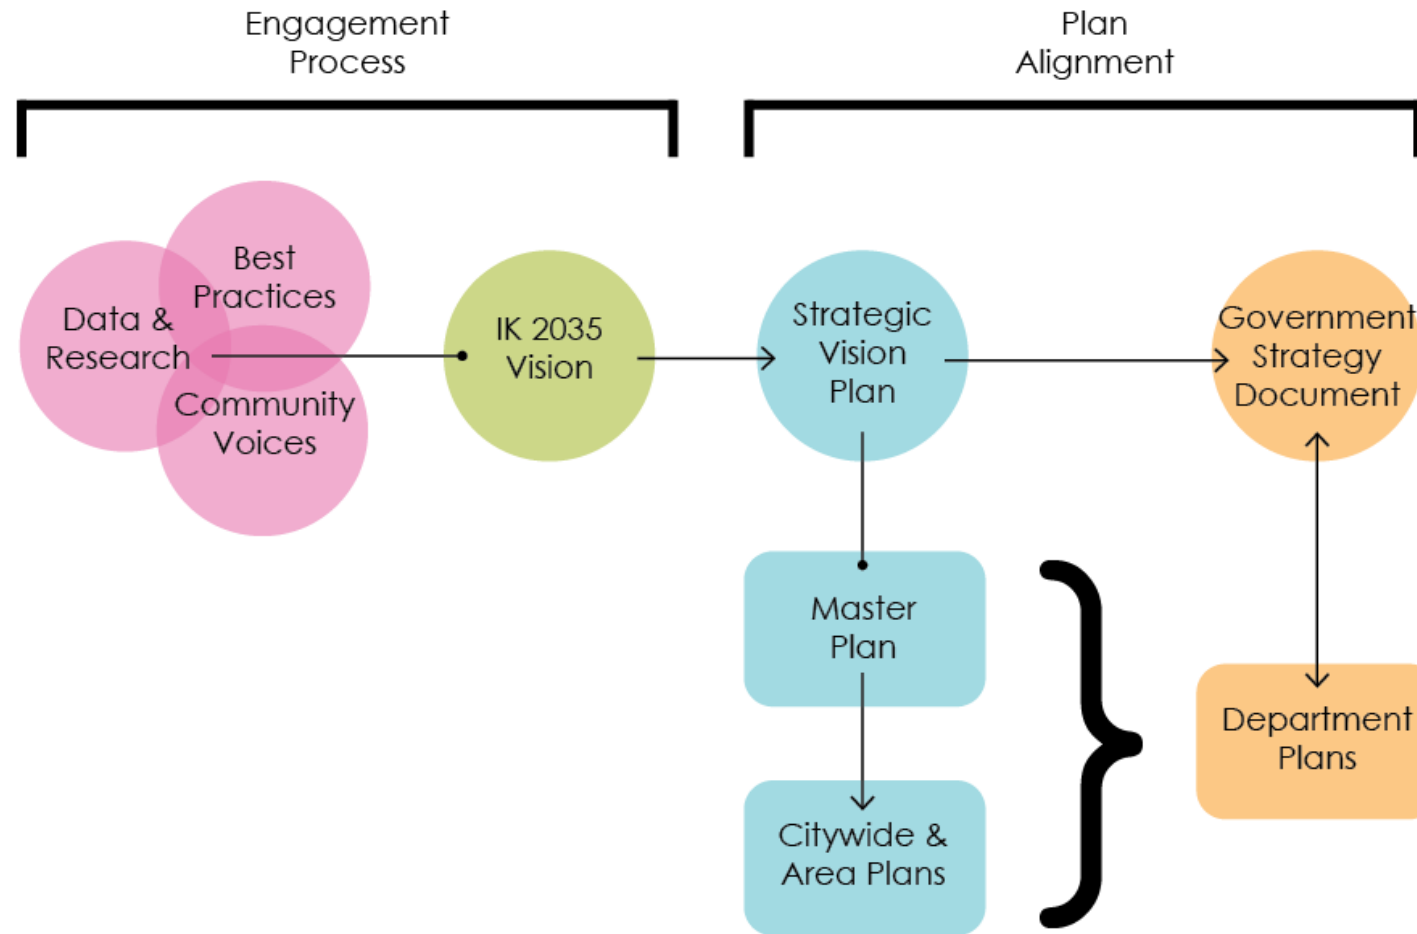 Engagement
Process
Plan
Alignment
Best
Practices
Data &
Research
Community
Voices
IK 2035
Vision
Strategic
Vision
Plan
Government
Strategy
Document
Master
Plan
Department
Plans
Citywide &
Area Plans